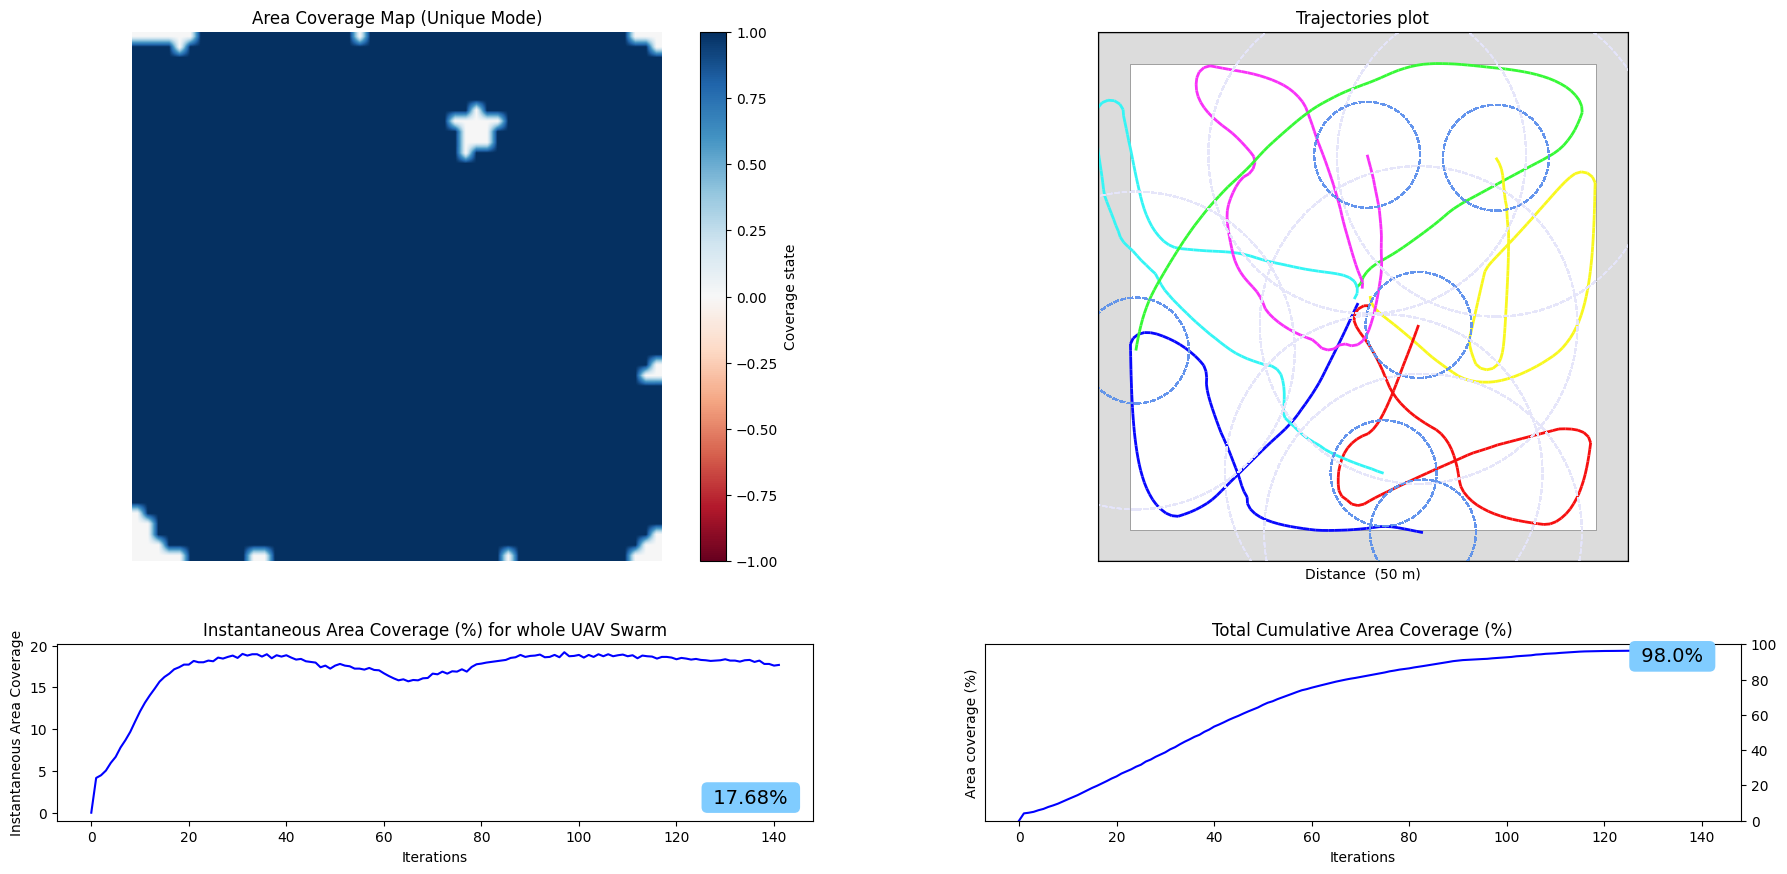 Area Coverage Map (Unique Mode)
1.00
0.75
0.50
0.25
0.00
−0.25
−0.50
−0.75
−1.00
Coverage state
Trajectories plot
Distance  (50 m)
Instantaneous Area Coverage (%) for whole UAV Swarm
Instantaneous Area Coverage
20
15
10
5
0
17.68%
0 20 40 60 80 100 120 140
Iterations
Total Cumulative Area Coverage (%)
Area coverage (%)
98.0%
100
80
60
40
20
0
0 20 40 60 80 100 120 140
Iterations